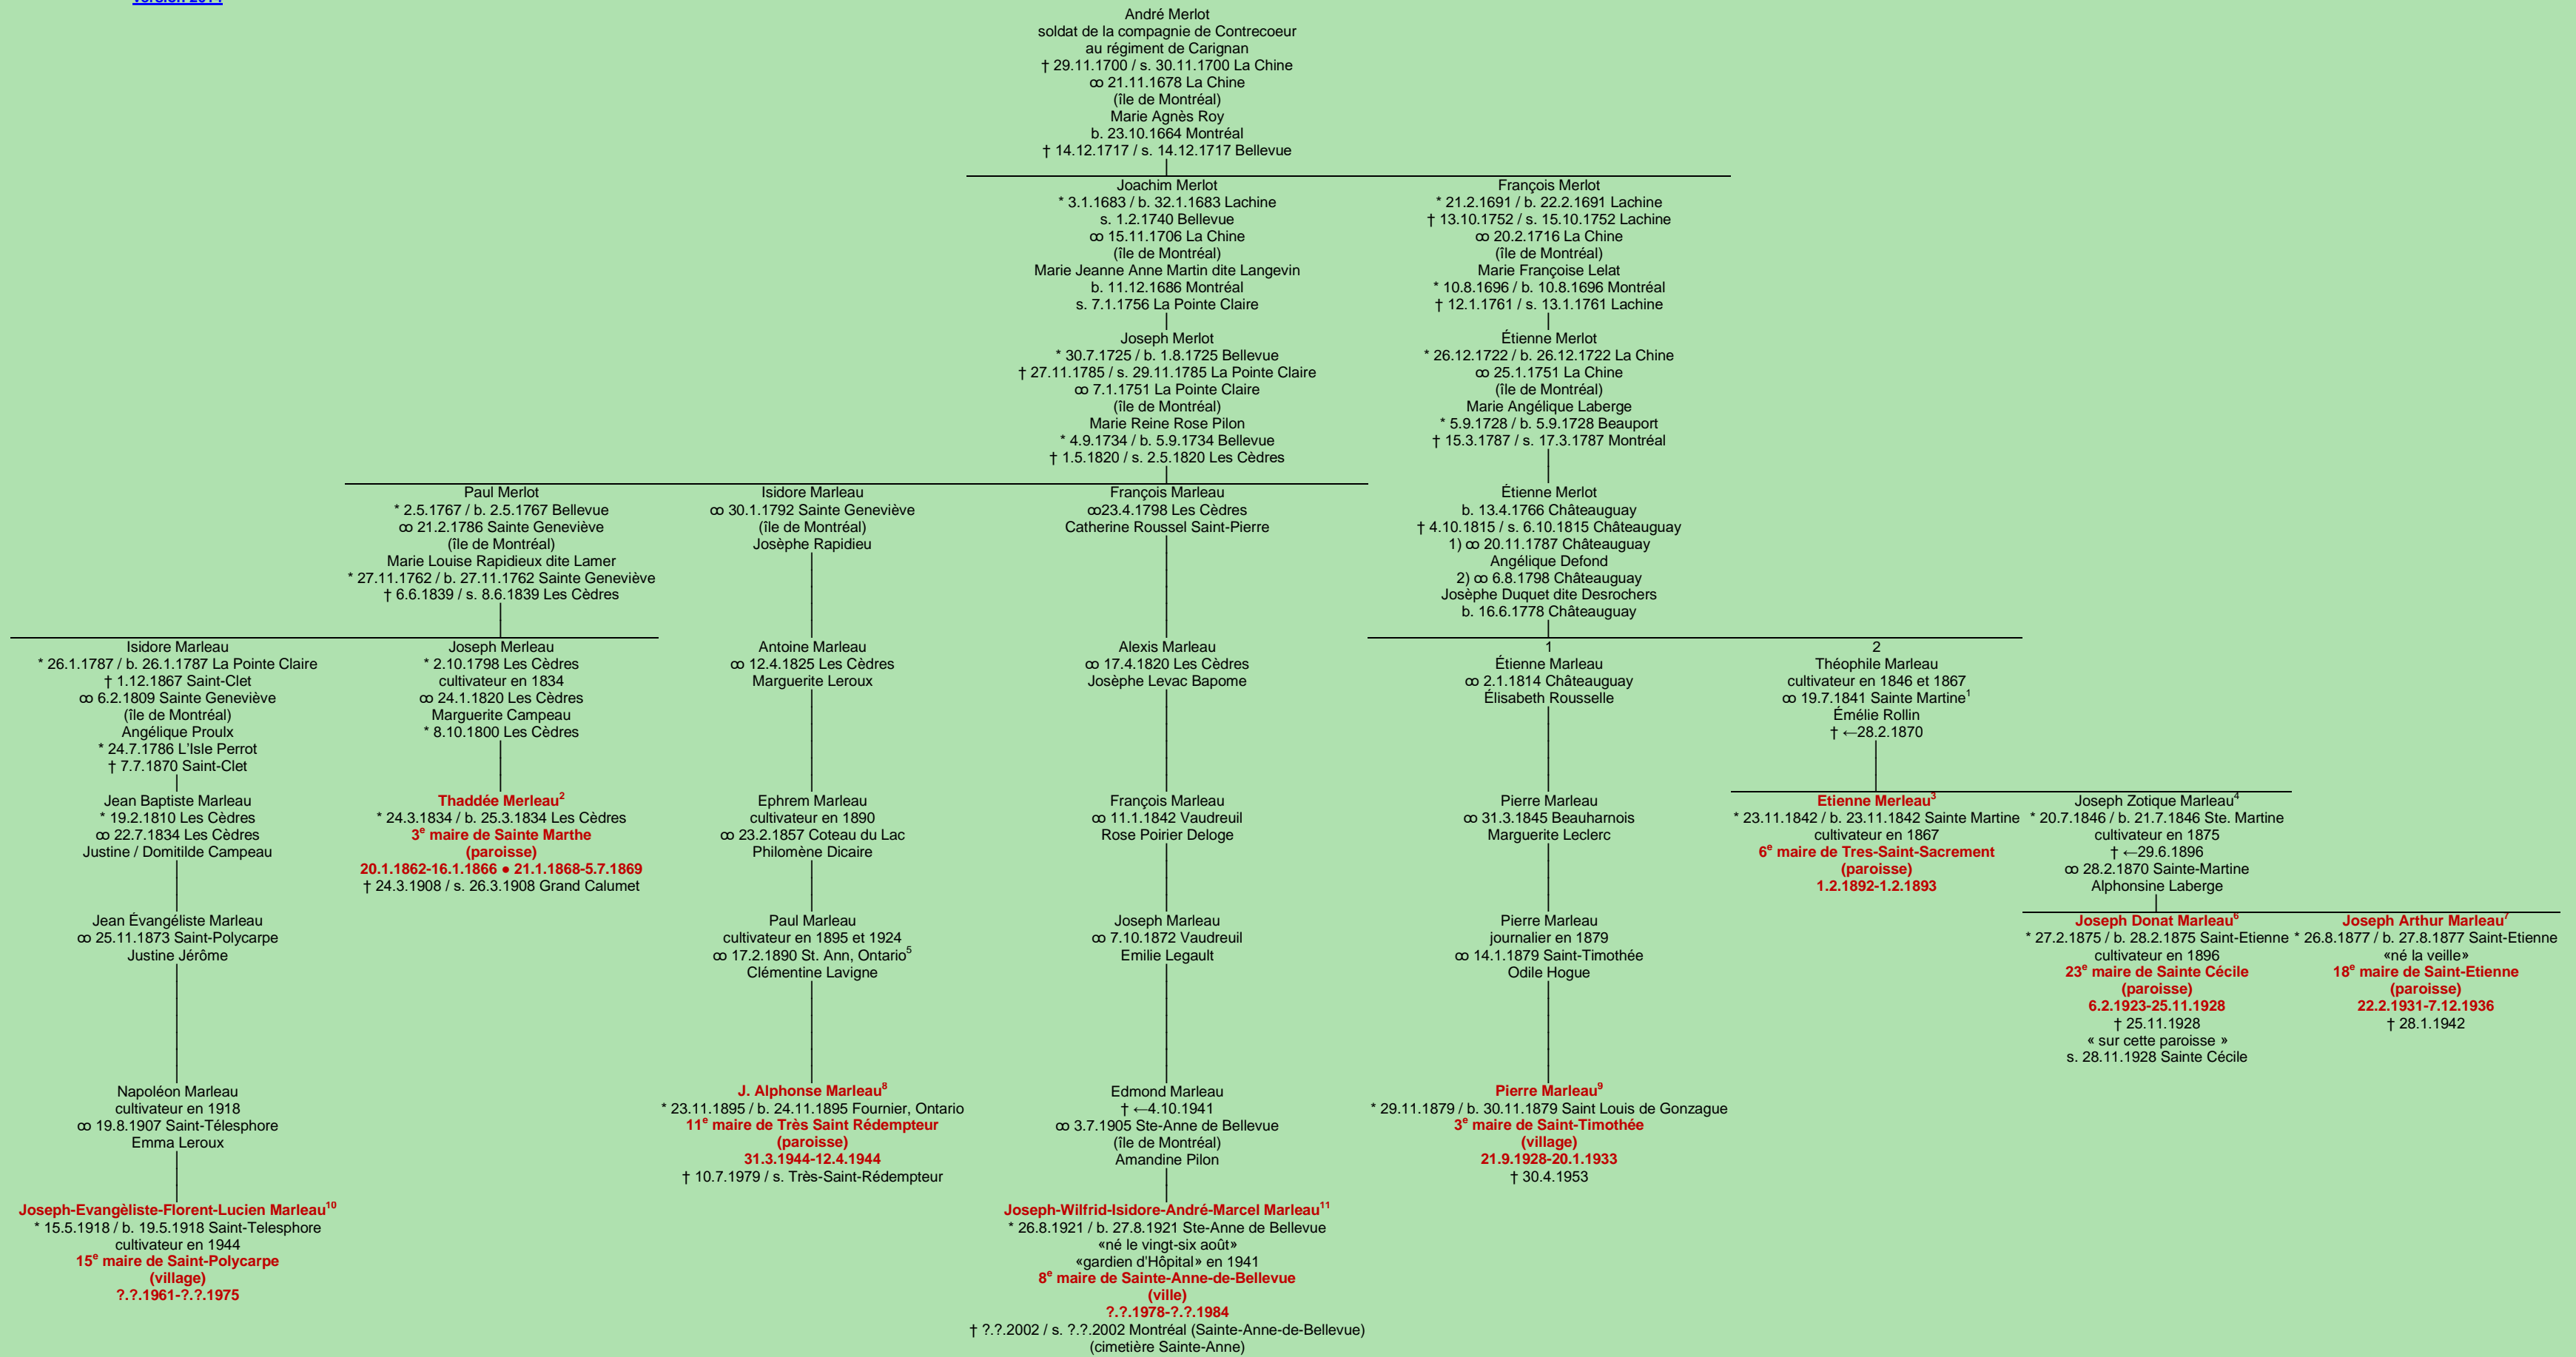 version 2014
André Merlot
soldat de la compagnie de Contrecoeur
au régiment de Carignan
† 29.11.1700 / s. 30.11.1700 La Chine
ꝏ 21.11.1678 La Chine
(île de Montréal)
Marie Agnès Roy
b. 23.10.1664 Montréal
† 14.12.1717 / s. 14.12.1717 Bellevue
Joachim Merlot
* 3.1.1683 / b. 32.1.1683 Lachine
s. 1.2.1740 Bellevue
ꝏ 15.11.1706 La Chine
(île de Montréal)
Marie Jeanne Anne Martin dite Langevin
b. 11.12.1686 Montréal
s. 7.1.1756 La Pointe Claire
François Merlot
* 21.2.1691 / b. 22.2.1691 Lachine
† 13.10.1752 / s. 15.10.1752 Lachine
ꝏ 20.2.1716 La Chine
(île de Montréal)
Marie Françoise Lelat
* 10.8.1696 / b. 10.8.1696 Montréal
† 12.1.1761 / s. 13.1.1761 Lachine
Joseph Merlot
* 30.7.1725 / b. 1.8.1725 Bellevue
† 27.11.1785 / s. 29.11.1785 La Pointe Claire
ꝏ 7.1.1751 La Pointe Claire
(île de Montréal)
Marie Reine Rose Pilon
* 4.9.1734 / b. 5.9.1734 Bellevue
† 1.5.1820 / s. 2.5.1820 Les Cèdres
Étienne Merlot
* 26.12.1722 / b. 26.12.1722 La Chine
ꝏ 25.1.1751 La Chine
(île de Montréal)
Marie Angélique Laberge
* 5.9.1728 / b. 5.9.1728 Beauport
† 15.3.1787 / s. 17.3.1787 Montréal
Paul Merlot
* 2.5.1767 / b. 2.5.1767 Bellevue
ꝏ 21.2.1786 Sainte Geneviève
(île de Montréal)
Marie Louise Rapidieux dite Lamer
* 27.11.1762 / b. 27.11.1762 Sainte Geneviève
† 6.6.1839 / s. 8.6.1839 Les Cèdres
Isidore Marleau
ꝏ 30.1.1792 Sainte Geneviève
(île de Montréal)
Josèphe Rapidieu
François Marleau
ꝏ23.4.1798 Les Cèdres
Catherine Roussel Saint-Pierre
Étienne Merlot
b. 13.4.1766 Châteauguay
† 4.10.1815 / s. 6.10.1815 Châteauguay
1) ꝏ 20.11.1787 Châteauguay
Angélique Defond
2) ꝏ 6.8.1798 Châteauguay
Josèphe Duquet dite Desrochers
b. 16.6.1778 Châteauguay
Isidore Marleau
* 26.1.1787 / b. 26.1.1787 La Pointe Claire
† 1.12.1867 Saint-Clet
ꝏ 6.2.1809 Sainte Geneviève
(île de Montréal)
Angélique Proulx
* 24.7.1786 L'Isle Perrot
† 7.7.1870 Saint-Clet
Joseph Merleau
* 2.10.1798 Les Cèdres
cultivateur en 1834
ꝏ 24.1.1820 Les Cèdres
Marguerite Campeau
* 8.10.1800 Les Cèdres
Antoine Marleau
ꝏ 12.4.1825 Les Cèdres
Marguerite Leroux
Alexis Marleau
ꝏ 17.4.1820 Les Cèdres
Josèphe Levac Bapome
1
Étienne Marleau
ꝏ 2.1.1814 Châteauguay
Élisabeth Rousselle
2
Théophile Marleau
cultivateur en 1846 et 1867
ꝏ 19.7.1841 Sainte Martine¹
Émélie Rollin
† ←28.2.1870
Jean Baptiste Marleau
* 19.2.1810 Les Cèdres
ꝏ 22.7.1834 Les Cèdres
Justine / Domitilde Campeau
Thaddée Merleau²
* 24.3.1834 / b. 25.3.1834 Les Cèdres
3ᵉ maire de Sainte Marthe
(paroisse)
20.1.1862-16.1.1866 ● 21.1.1868-5.7.1869
† 24.3.1908 / s. 26.3.1908 Grand Calumet
Ephrem Marleau
cultivateur en 1890
ꝏ 23.2.1857 Coteau du Lac
Philomène Dicaire
François Marleau
ꝏ 11.1.1842 Vaudreuil
Rose Poirier Deloge
Pierre Marleau
ꝏ 31.3.1845 Beauharnois
Marguerite Leclerc
Etienne Merleau³
* 23.11.1842 / b. 23.11.1842 Sainte Martine
cultivateur en 1867
6ᵉ maire de Tres-Saint-Sacrement
(paroisse)
1.2.1892-1.2.1893
Joseph Zotique Marleau⁴
* 20.7.1846 / b. 21.7.1846 Ste. Martine
cultivateur en 1875
† ←29.6.1896
ꝏ 28.2.1870 Sainte-Martine
Alphonsine Laberge
Jean Évangéliste Marleau
ꝏ 25.11.1873 Saint-Polycarpe
Justine Jérôme
Paul Marleau
cultivateur en 1895 et 1924
ꝏ 17.2.1890 St. Ann, Ontario⁵
Clémentine Lavigne
Joseph Marleau
ꝏ 7.10.1872 Vaudreuil
Emilie Legault
Pierre Marleau
journalier en 1879
ꝏ 14.1.1879 Saint-Timothée
Odile Hogue
Joseph Donat Marleau⁶
* 27.2.1875 / b. 28.2.1875 Saint-Etienne
cultivateur en 1896
23ᵉ maire de Sainte Cécile
(paroisse)
6.2.1923-25.11.1928
† 25.11.1928
« sur cette paroisse »
s. 28.11.1928 Sainte Cécile
Joseph Arthur Marleau⁷
* 26.8.1877 / b. 27.8.1877 Saint-Etienne
«né la veille»
18ᵉ maire de Saint-Etienne
(paroisse)
22.2.1931-7.12.1936
† 28.1.1942
Napoléon Marleau
cultivateur en 1918
ꝏ 19.8.1907 Saint-Télesphore
Emma Leroux
J. Alphonse Marleau⁸
* 23.11.1895 / b. 24.11.1895 Fournier, Ontario
11ᵉ maire de Très Saint Rédempteur
(paroisse)
31.3.1944-12.4.1944
† 10.7.1979 / s. Très-Saint-Rédempteur
Edmond Marleau
† ←4.10.1941
ꝏ 3.7.1905 Ste-Anne de Bellevue
(île de Montréal)
Amandine Pilon
Pierre Marleau⁹
* 29.11.1879 / b. 30.11.1879 Saint Louis de Gonzague
3ᵉ maire de Saint-Timothée
(village)
21.9.1928-20.1.1933
† 30.4.1953
Joseph-Evangèliste-Florent-Lucien Marleau¹⁰
* 15.5.1918 / b. 19.5.1918 Saint-Telesphore
cultivateur en 1944
15ᵉ maire de Saint-Polycarpe
(village)
?.?.1961-?.?.1975
Joseph-Wilfrid-Isidore-André-Marcel Marleau¹¹
* 26.8.1921 / b. 27.8.1921 Ste-Anne de Bellevue
«né le vingt-six août»
«gardien d'Hôpital» en 1941
8ᵉ maire de Sainte-Anne-de-Bellevue
(ville)
?.?.1978-?.?.1984
† ?.?.2002 / s. ?.?.2002 Montréal (Sainte-Anne-de-Bellevue)
(cimetière Sainte-Anne)